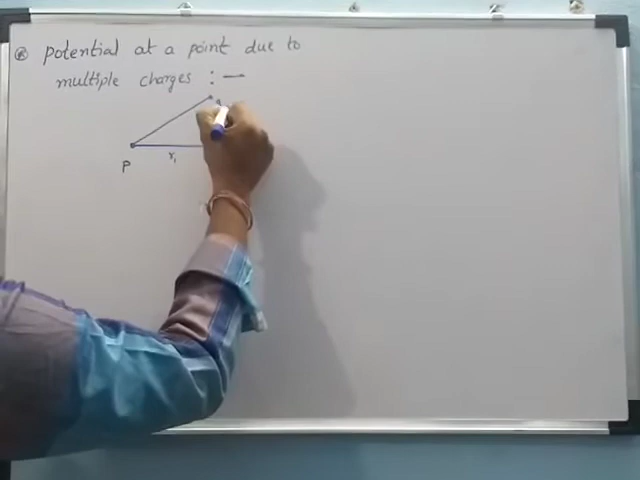 Potential at a point due to
multiple charges : —
r₁
P